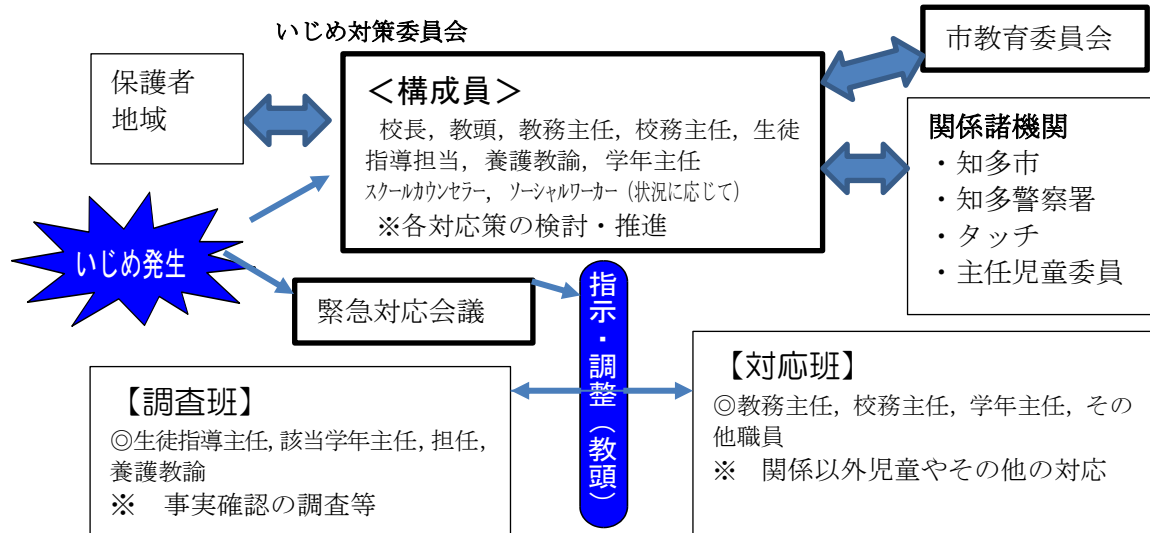 いじめ対策委員会
市教育委員会
保護者
地域
＜構成員＞
校長，教頭，教務主任，校務主任，生徒
指導担当，養護教諭，学年主任
スクールカウンセラー，ソーシャルワーカー（状況に応じて）
※各対応策の検討・推進
関係諸機関
・知多市
・知多警察署
・タッチ
・主任児童委員
いじめ発生
緊急対応会議
指示・調整（教頭）
【調査班】
◎生徒指導主任，該当学年主任，担任，
養護教諭
※　事実確認の調査等
【対応班】
◎教務主任，校務主任，学年主任，その
他職員
※　関係以外児童やその他の対応